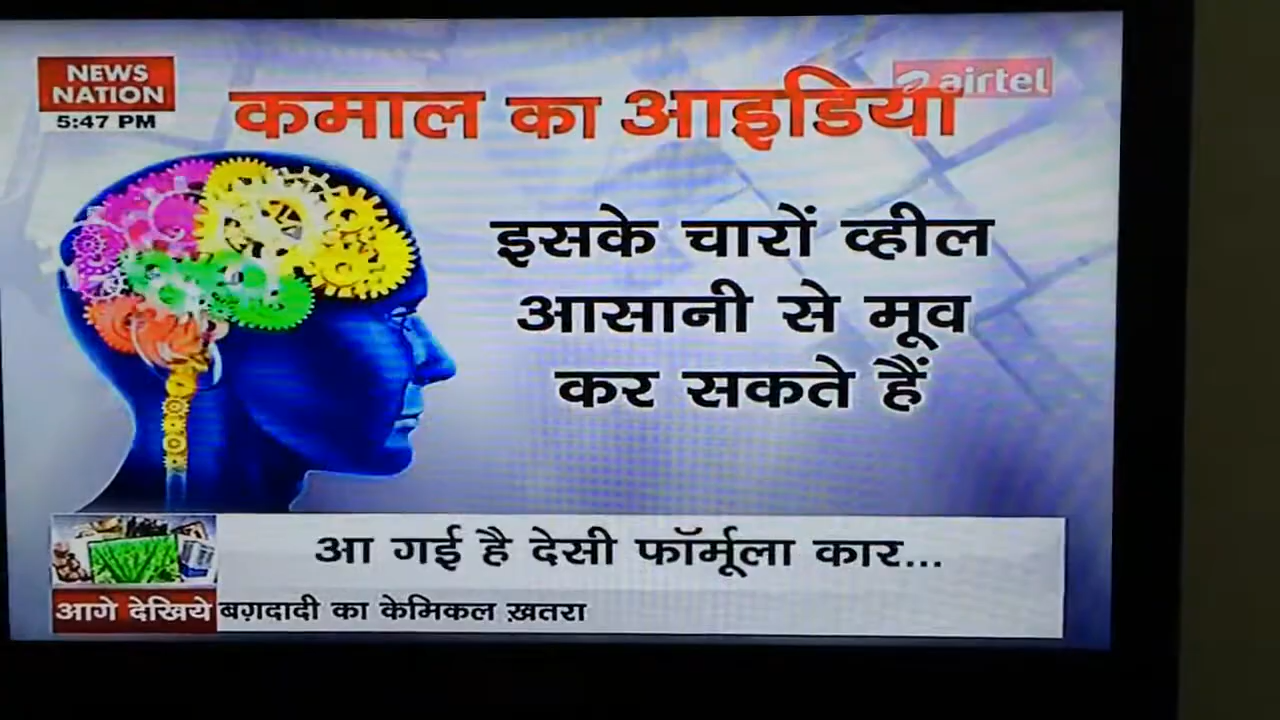 NEWS
NATION
5:47 PM
airtel
कमाल का आइडिया
इसके चारों व्हील
आसानी से मूव
कर सकते हैं
आ गई है देसी फॉर्मूला कार...
आगे देखिये बग़दादी का केमिकल ख़तरा